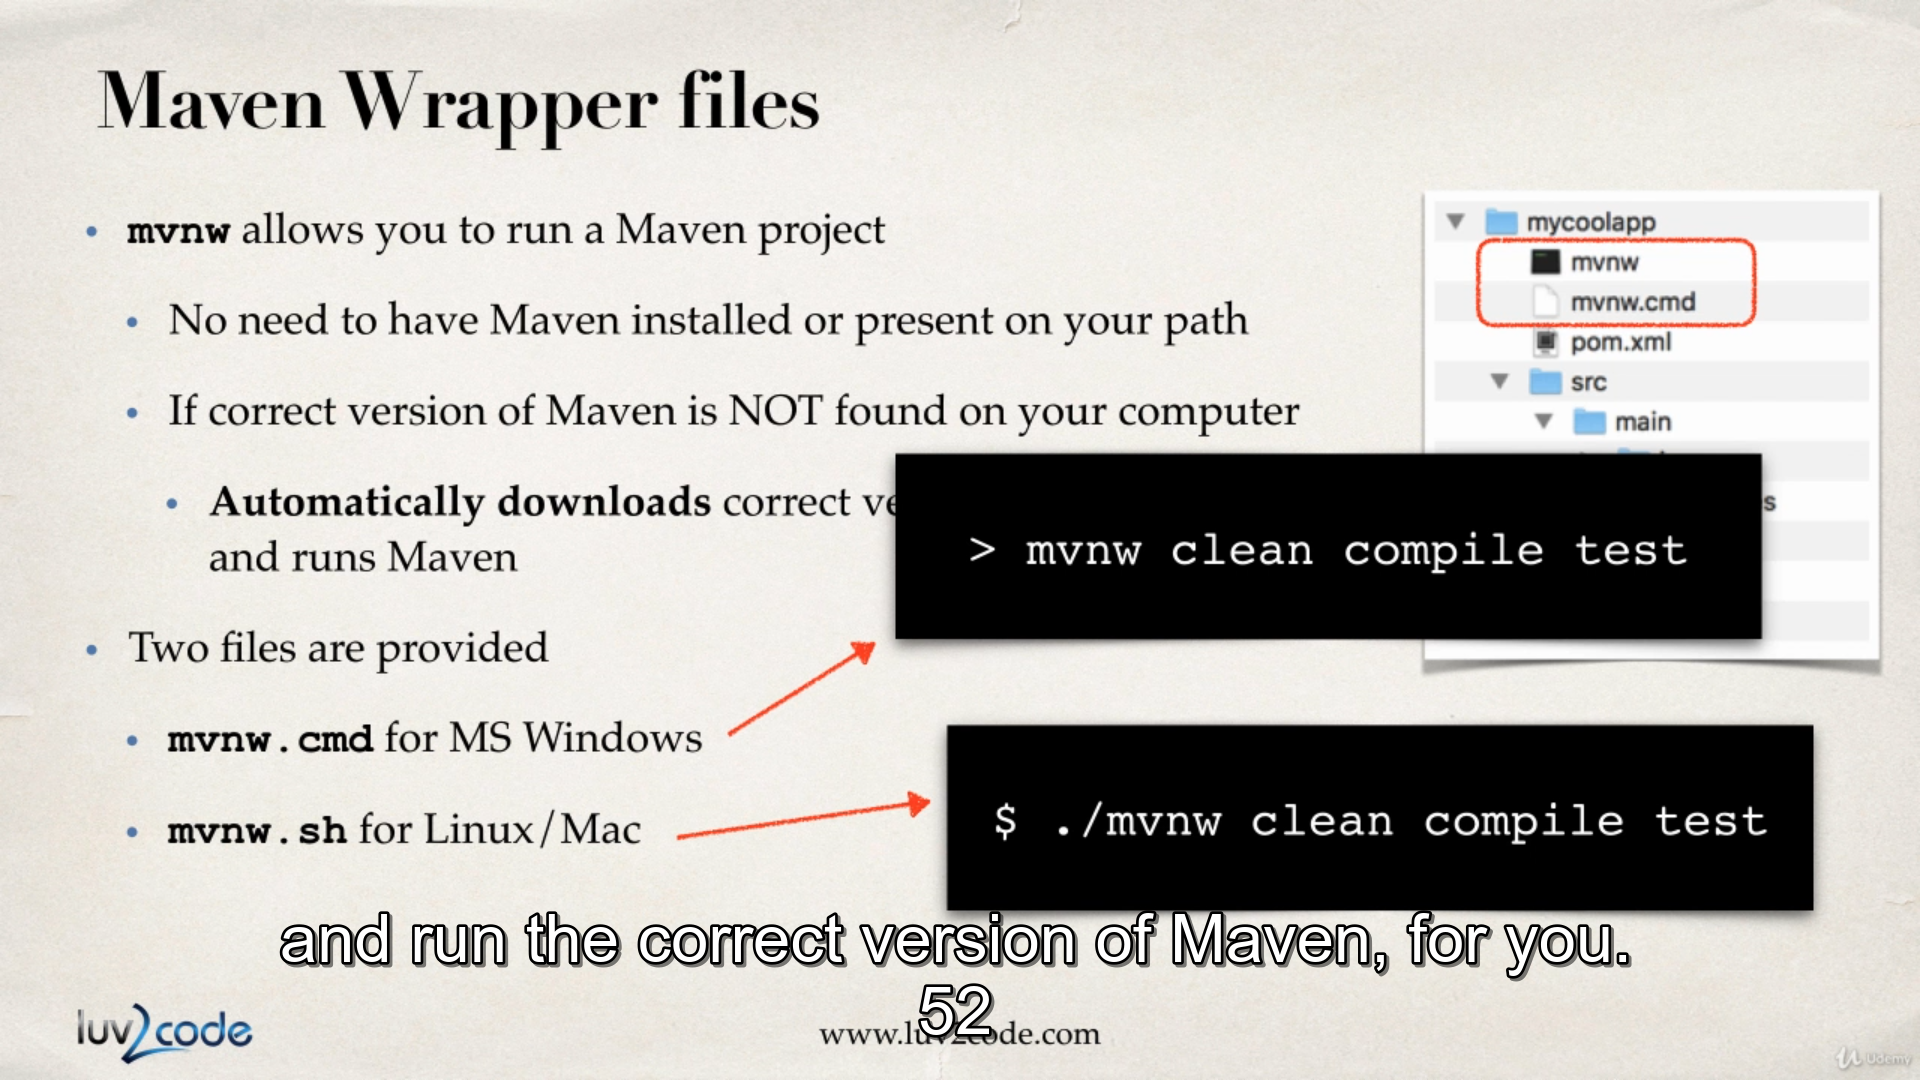 Maven Wrapper files
• mvnw allows you to run a Maven project
• No need to have Maven installed or present on your path
• If correct version of Maven is NOT found on your computer
• Automatically downloads correct
and runs Maven
• Two files are provided
• mvnw.cmd for MS Windows
• mvnw.sh for Linux/Mac
mycoolapp
mvnw
mvnw.cmd
pom.xml
src
main
> mvnw clean compile test
$ ./mvnw clean compile test
and run the correct version of Maven, for you.
52
luv2code
www.luv2code.com
Udemy